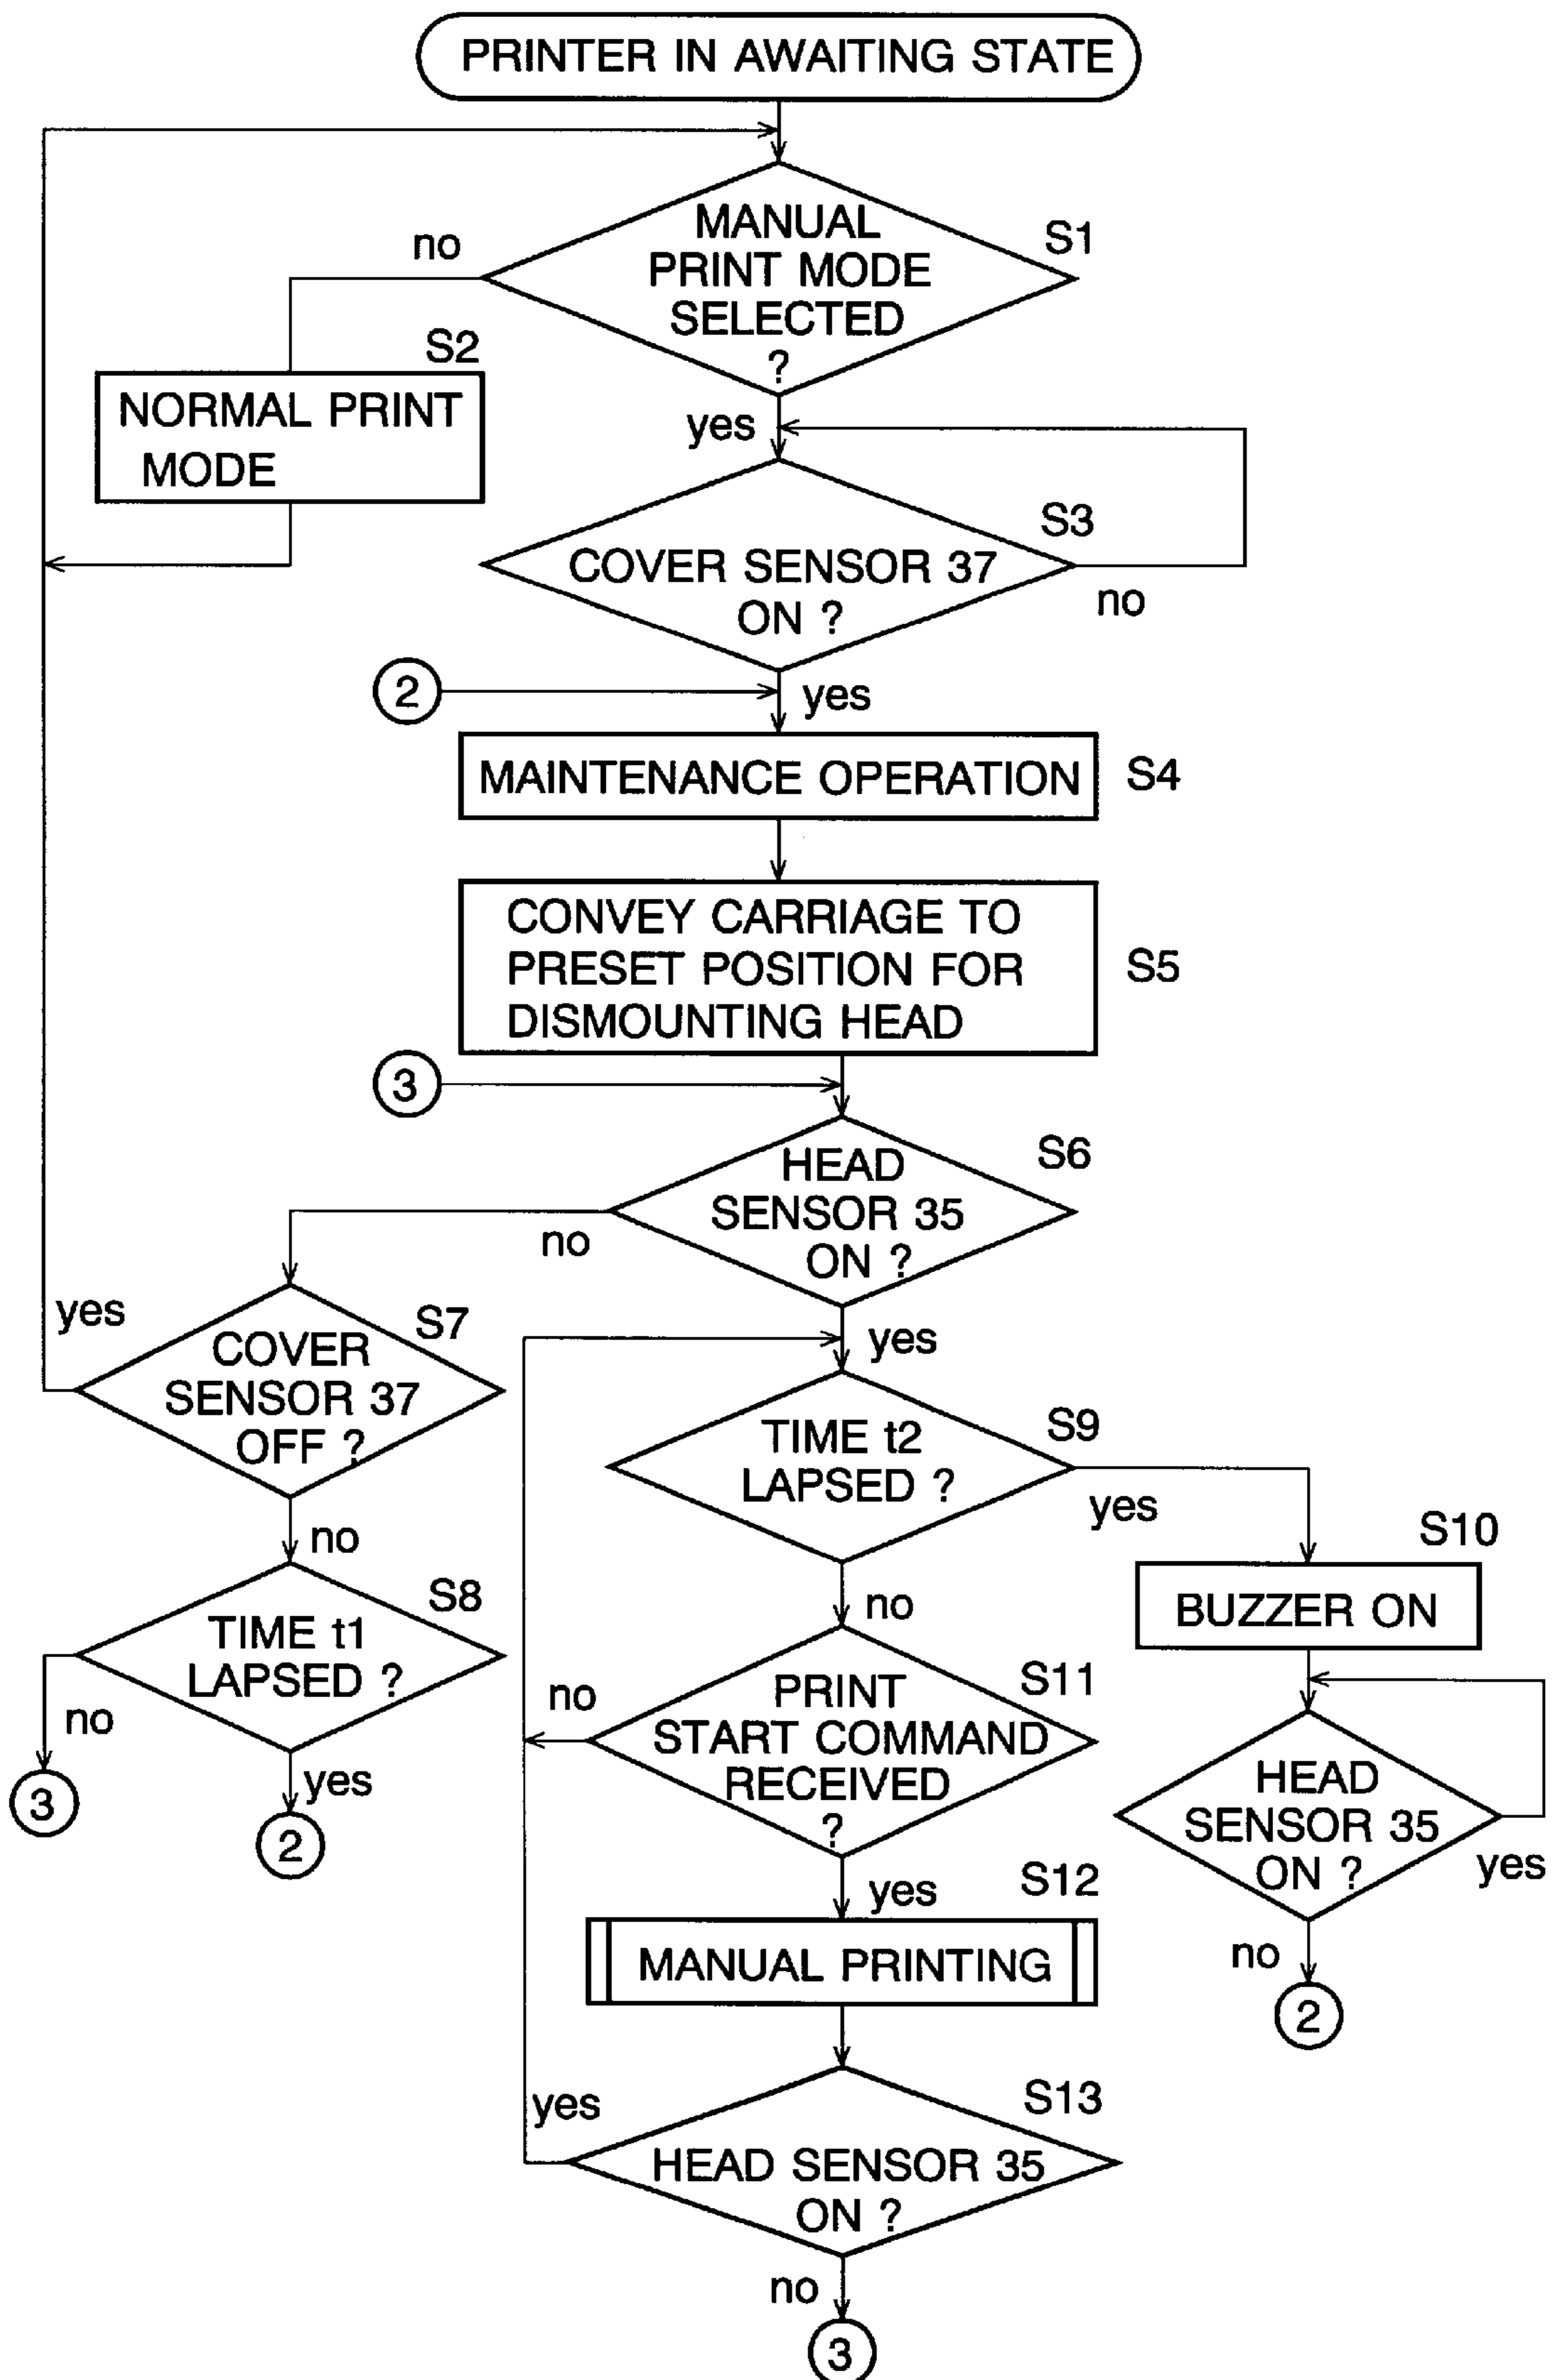 PRINTER IN AWAITING STATE
MANUAL
PRINT MODE
SELECTED
?
S1
no
S2
NORMAL PRINT
MODE
yes
S3
COVER SENSOR 37
ON ?
no
2
yes
MAINTENANCE OPERATION
S4
CONVEY CARRIAGE TO
PRESET POSITION FOR
DISMOUNTING HEAD
S5
3
S6
HEAD
SENSOR 35
ON ?
no
yes
S7
COVER
SENSOR 37
OFF ?
yes
no
S8
TIME t1
LAPSED ?
no
3
yes
2
S9
TIME t2
LAPSED ?
yes
no
S10
BUZZER ON
S11
PRINT
START COMMAND
RECEIVED
?
no
yes
HEAD
SENSOR 35
ON ?
yes
no
2
S12
MANUAL PRINTING
S13
HEAD SENSOR 35
ON ?
yes
no
3